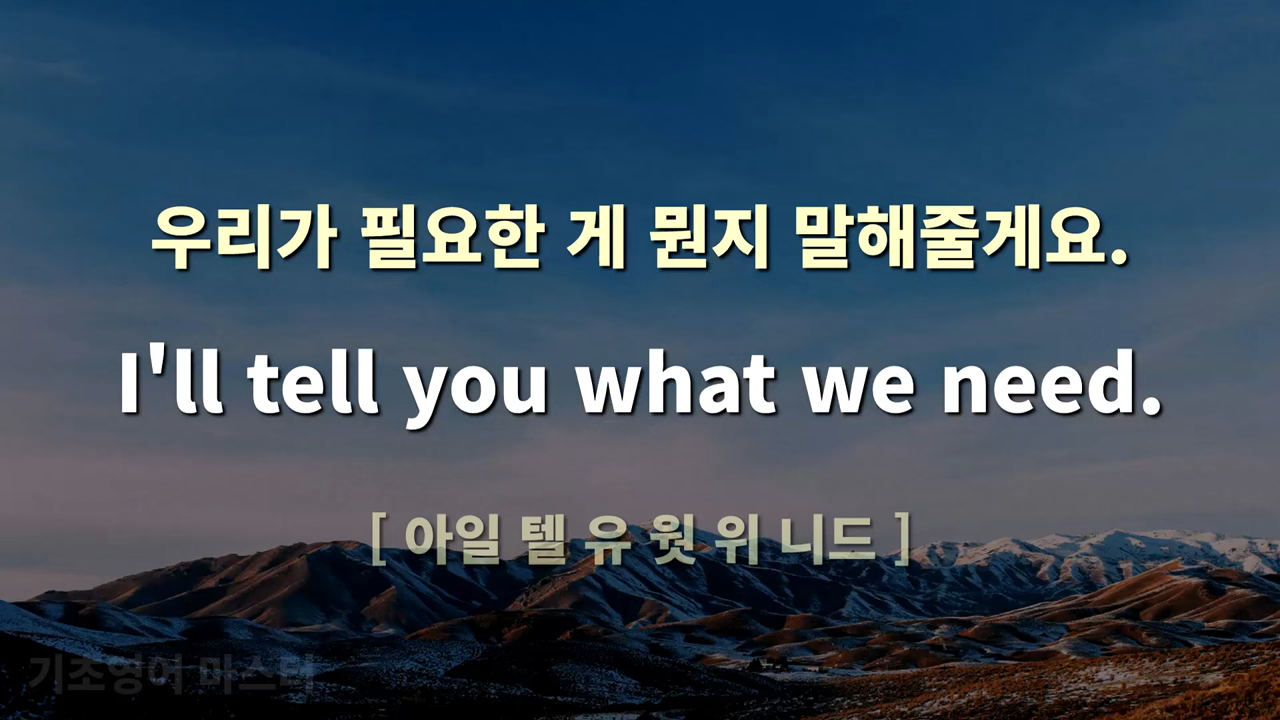 우리가 필요한 게 뭔지 말해줄게요.
I'll tell you what we need.
[ 아일 텔 유 왓 위 니드 ]
기초영어 마스터